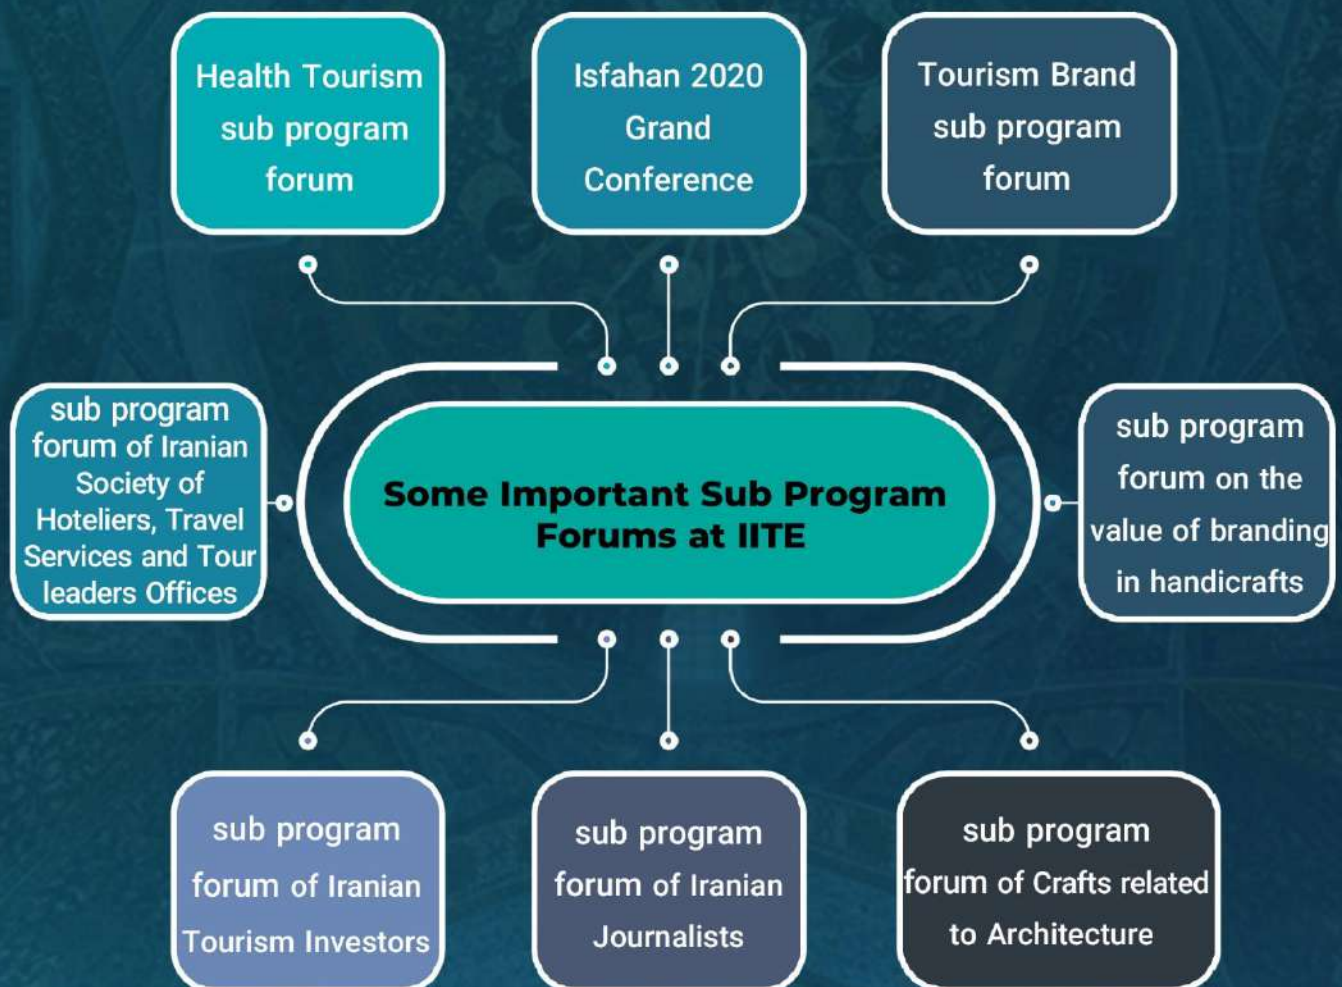 Health Tourism
sub program
forum
Isfahan 2020
Grand
Conference
Tourism Brand
sub program
forum
sub program
forum of Iranian
Society of
Hoteliers, Travel
Services and Tour
leaders Offices
Some Important Sub Program
Forums at IITE
sub program
forum on the
value of branding
in handicrafts
sub program
forum of Iranian
Tourism Investors
sub program
forum of Iranian
Journalists
sub program
forum of Crafts related
to Architecture